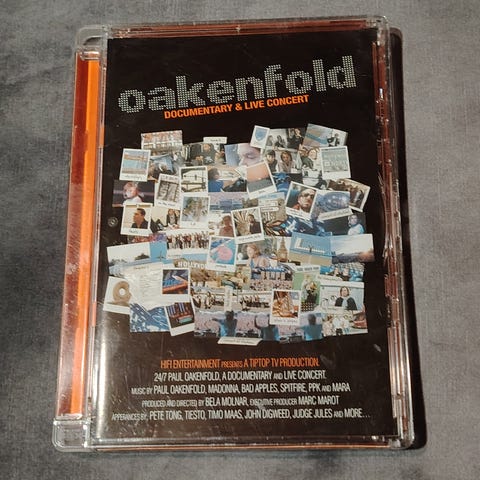 oakenfold
DOCUMENTARY & LIVE CONCERT
HIFI ENTERTAINMENT PRESENTS A TIPTOP TV PRODUCTION.
24/7 PAUL OAKENFOLD, A DOCUMENTARY AND LIVE CONCERT.
MUSIC BY PAUL OAKENFOLD, MADONNA, BAD APPLES, SPITFIRE, PPK AND MARA
PRODUCED AND DIRECTED BY BELA MOLNAR, EXECUTIVE PRODUCER MARC MAROT
APPERANCES BY: PETE TONG, TIESTO, TIMO MAAS, JOHN DIGWEED, JUDGE JULES AND MORE...